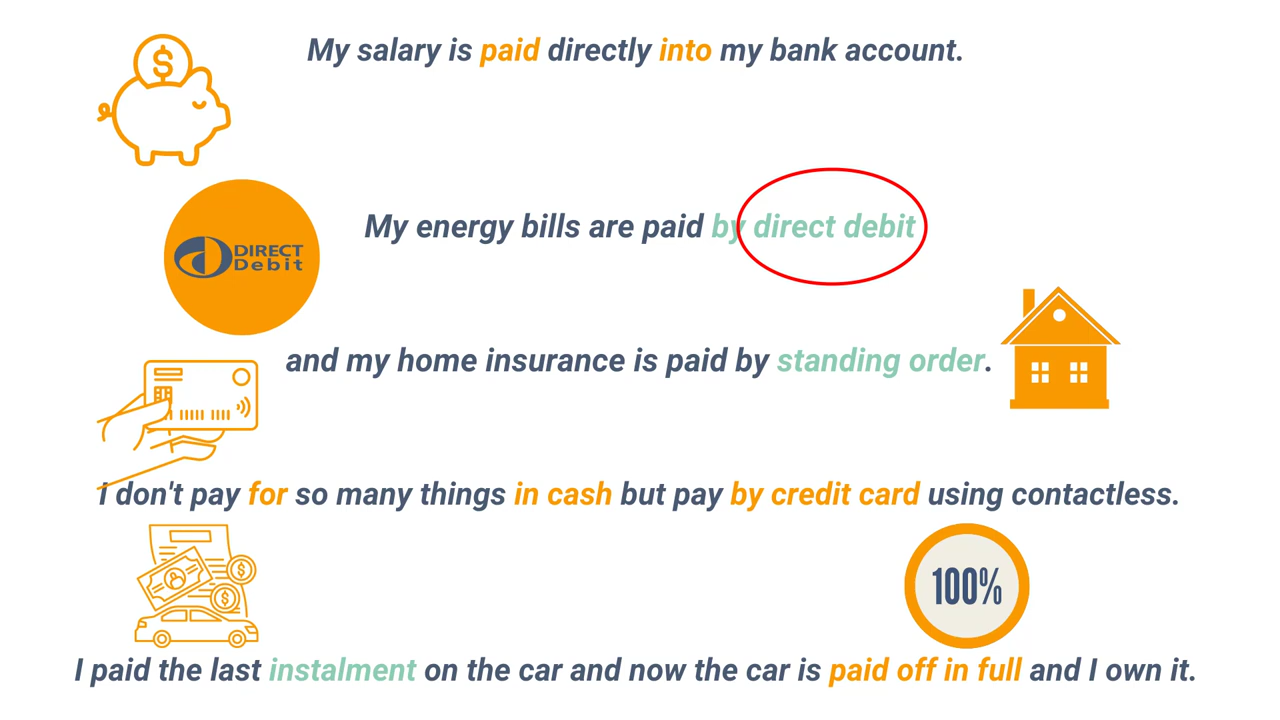 My salary is paid directly into my bank account.
DIRECT
Debit
My energy bills are paid by direct debit
and my home insurance is paid by standing order.
I don't pay for so many things in cash but pay by credit card using contactless.
100%
I paid the last instalment on the car and now the car is paid off in full and I own it.